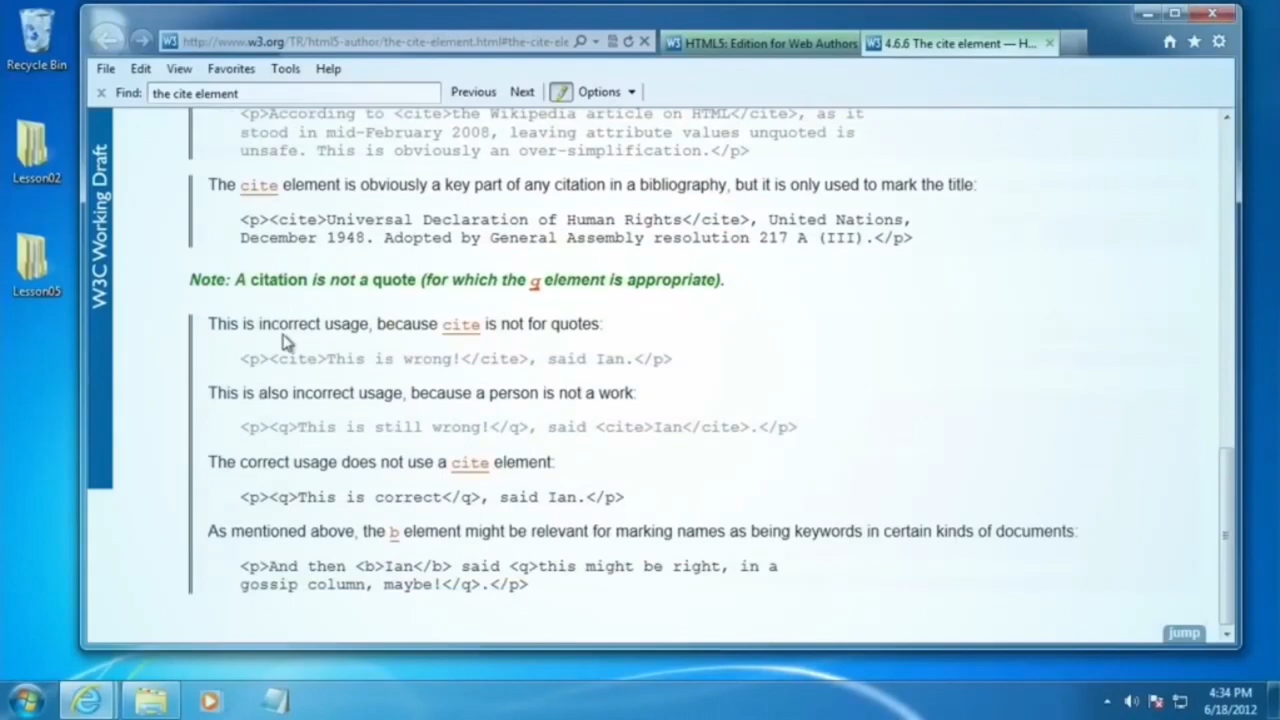 Recycle Bin
Lesson02
Lesson05
http://www.w3.org/TR/html5-author/the-cite-element.html#the-cite-ele
W3 HTML5: Edition for Web Authors
W3 4.6.6 The cite element — H...
File Edit View Favorites Tools Help
x Find: the cite element Previous Next Options
W3C Working Draft
<p>According to <cite>the Wikipedia article on HTML</cite>, as it
stood in mid-February 2008, leaving attribute values unquoted is
unsafe. This is obviously an over-simplification.</p>
The cite element is obviously a key part of any citation in a bibliography, but it is only used to mark the title:
<p><cite>Universal Declaration of Human Rights</cite>, United Nations,
December 1948. Adopted by General Assembly resolution 217 A (III).</p>
Note: A citation is not a quote (for which the q element is appropriate).
This is incorrect usage, because cite is not for quotes:
<p><cite>This is wrong!</cite>, said Ian.</p>
This is also incorrect usage, because a person is not a work:
<p><q>This is still wrong!</q>, said <cite>Ian</cite>.</p>
The correct usage does not use a cite element:
<p><q>This is correct</q>, said Ian.</p>
As mentioned above, the b element might be relevant for marking names as being keywords in certain kinds of documents:
<p>And then <b>Ian</b> said <q>this might be right, in a
gossip column, maybe!</q>.</p>
jump
4:34 PM
6/18/2012